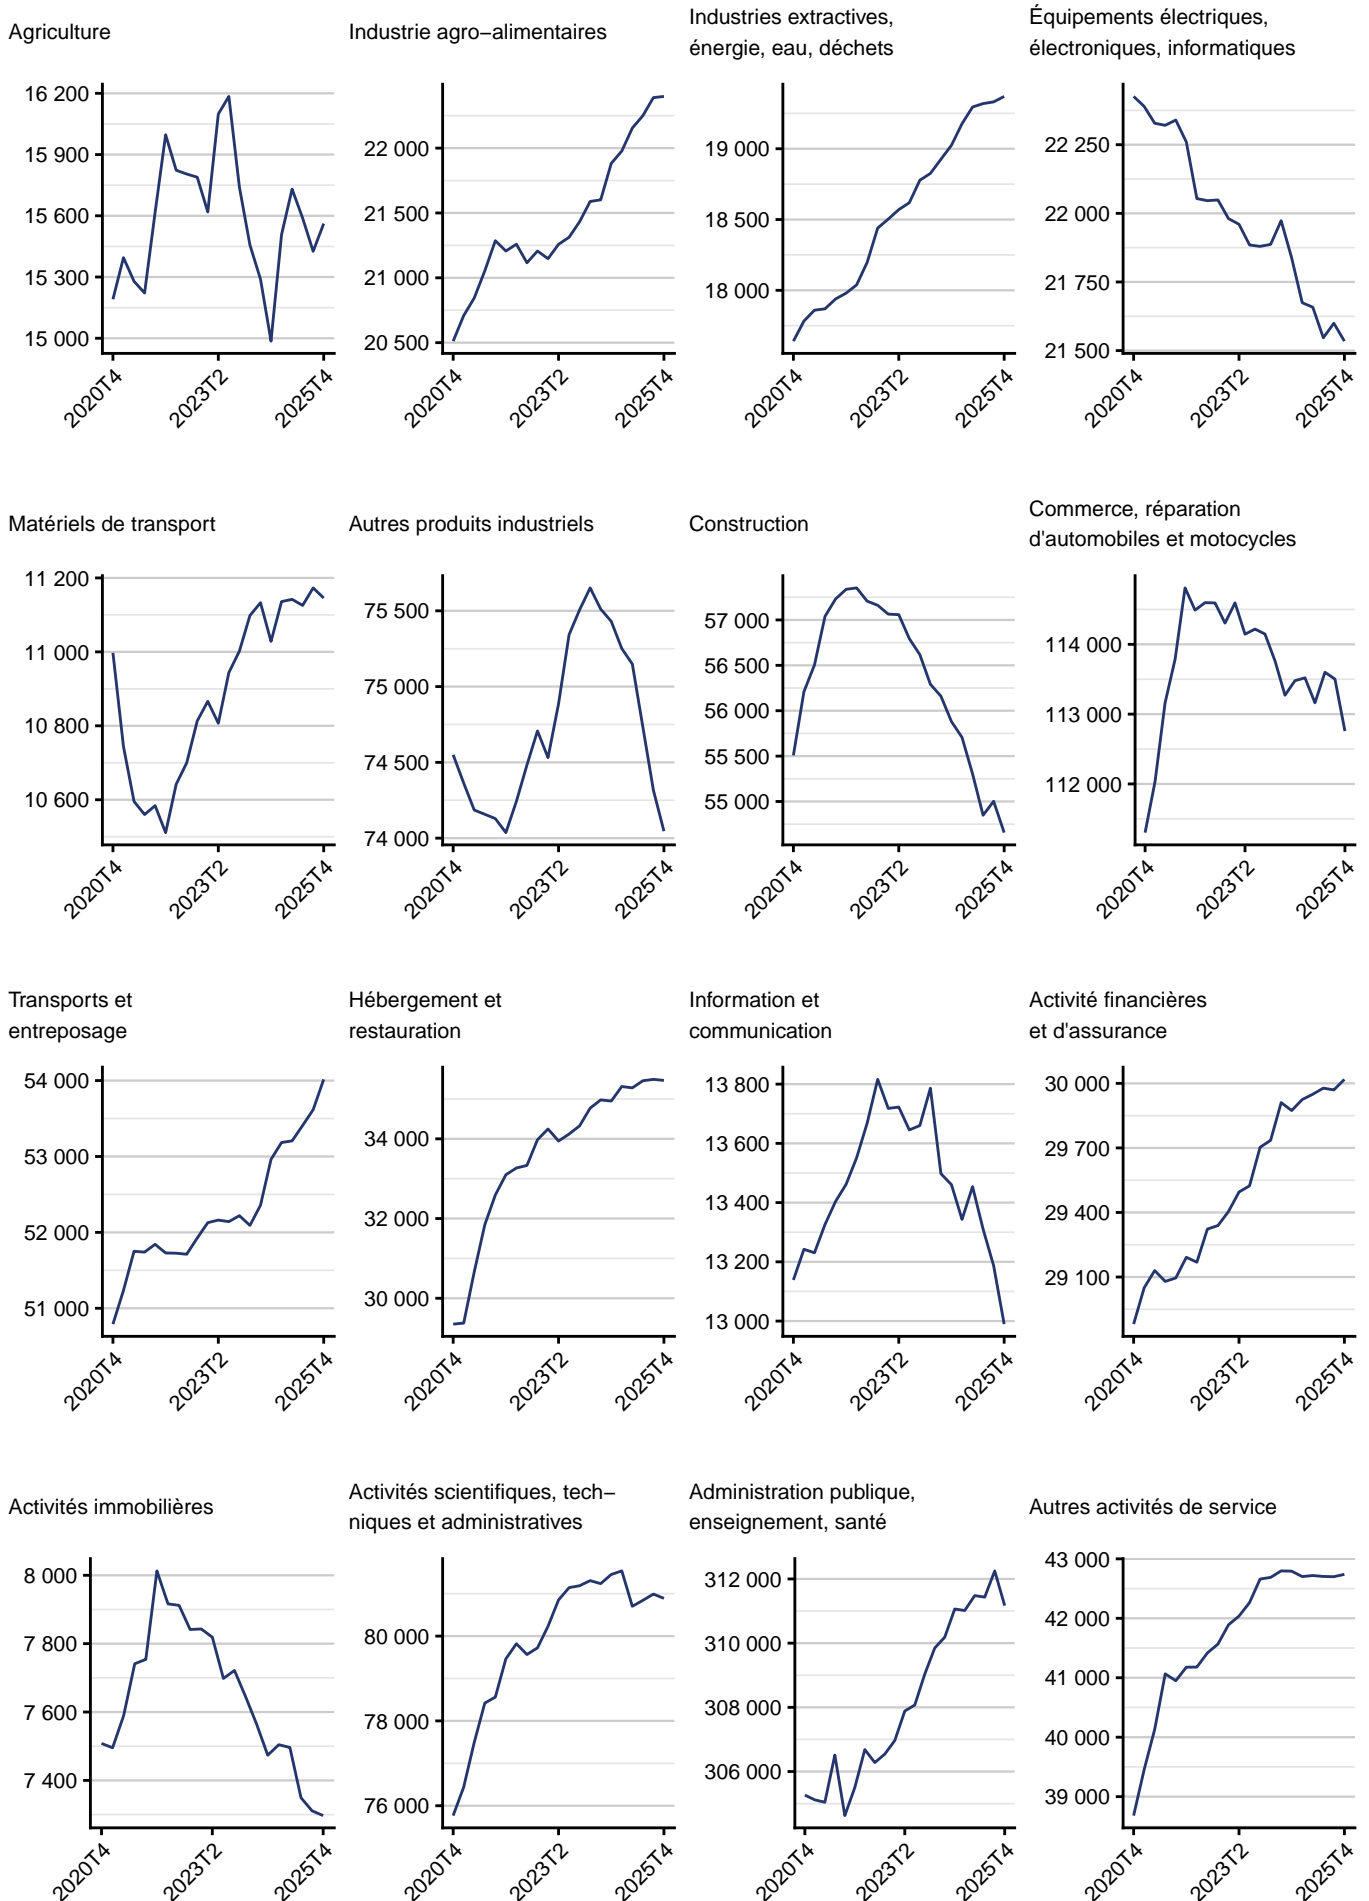 Agriculture
16 200
15 900
15 600
15 300
15 000
2020T4
2023T2
2025T4
Industrie agro−alimentaires
22 000
21 500
21 000
20 500
2020T4
2023T2
2025T4
Industries extractives,
énergie, eau, déchets
19 000
18 500
18 000
2020T4
2023T2
2025T4
Équipements électriques,
électroniques, informatiques
22 250
22 000
21 750
21 500
2020T4
2023T2
2025T4
Matériels de transport
11 200
11 000
10 800
10 600
2020T4
2023T2
2025T4
Autres produits industriels
75 500
75 000
74 500
74 000
2020T4
2023T2
2025T4
Construction
57 000
56 500
56 000
55 500
55 000
2020T4
2023T2
2025T4
Commerce, réparation
d'automobiles et motocycles
114 000
113 000
112 000
2020T4
2023T2
2025T4
Transports et
entreposage
54 000
53 000
52 000
51 000
2020T4
2023T2
2025T4
Hébergement et
restauration
34 000
32 000
30 000
2020T4
2023T2
2025T4
Information et
communication
13 800
13 600
13 400
13 200
13 000
2020T4
2023T2
2025T4
Activité financières
et d'assurance
30 000
29 700
29 400
29 100
2020T4
2023T2
2025T4
Activités immobilières
8 000
7 800
7 600
7 400
2020T4
2023T2
2025T4
Activités scientifiques, tech−
niques et administratives
80 000
78 000
76 000
2020T4
2023T2
2025T4
Administration publique,
enseignement, santé
312 000
310 000
308 000
306 000
2020T4
2023T2
2025T4
Autres activités de service
43 000
42 000
41 000
40 000
39 000
2020T4
2023T2
2025T4